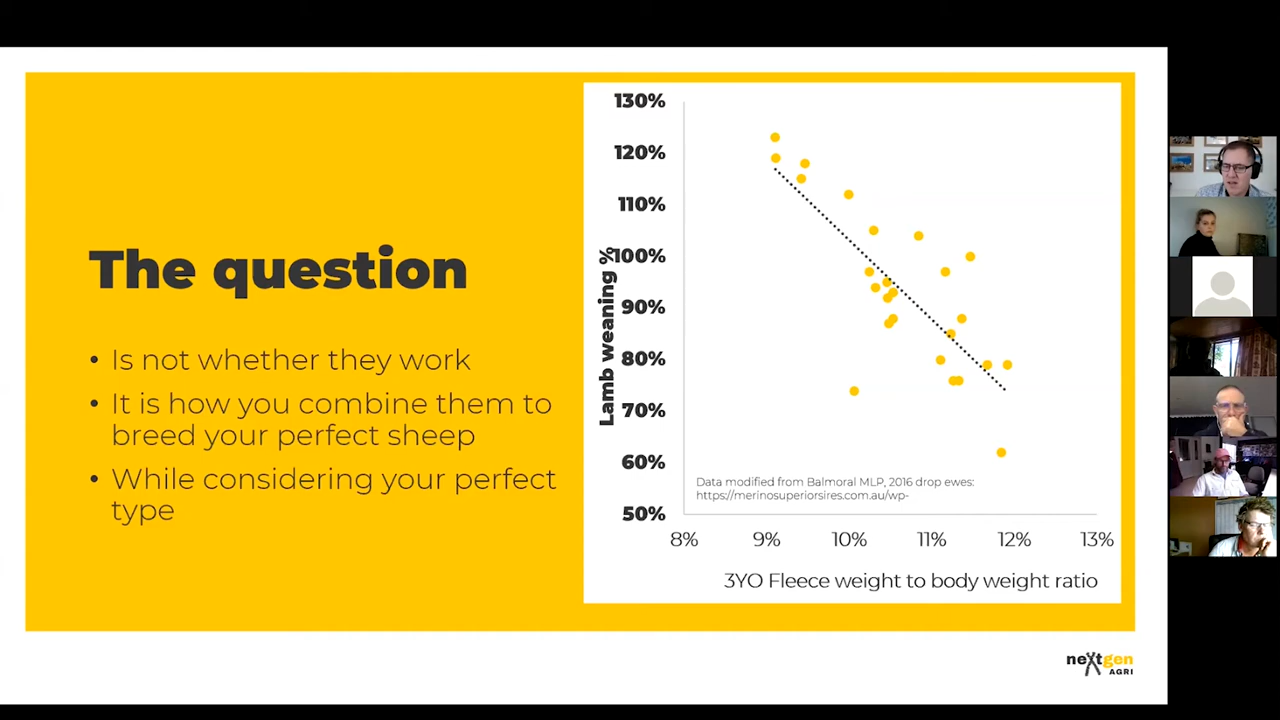 The question
• Is not whether they work
• It is how you combine them to
breed your perfect sheep
• While considering your perfect
type
Lamb weaning %
130%
120%
110%
100%
90%
80%
70%
60%
50%
Data modified from Balmoral MLP, 2016 drop ewes:
https://merinosuperiorsires.com.au/wp-
8% 9% 10% 11% 12% 13%
3YO Fleece weight to body weight ratio
nextgen
AGRI